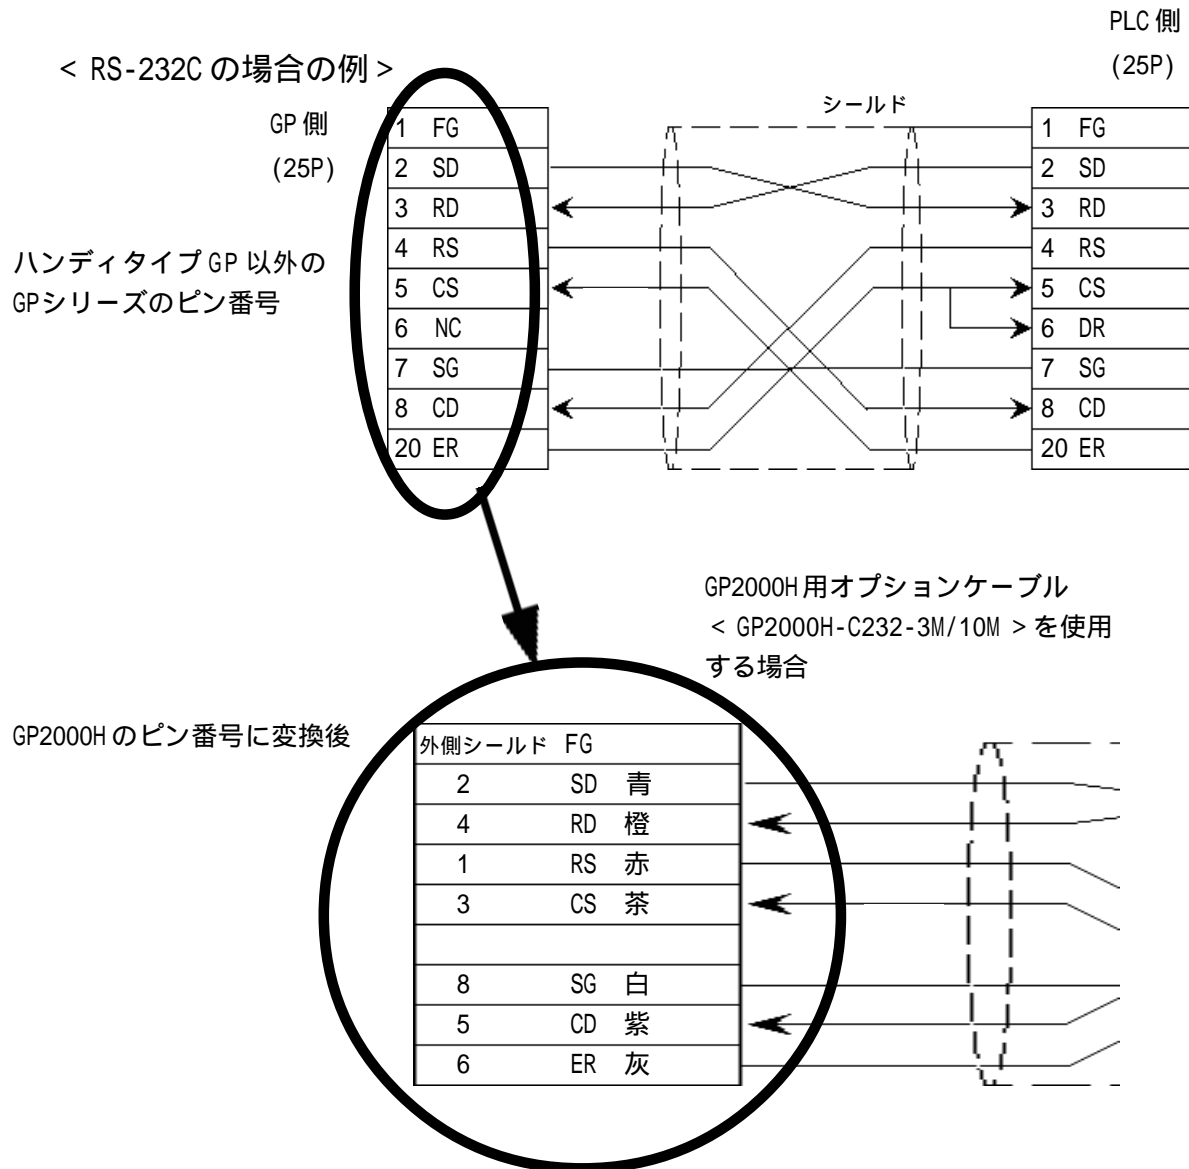 PLC側
(25P)
< RS-232Cの場合の例 >
GP側
(25P)
シールド
ハンディタイプGP以外の
GPシリーズのピン番号
1 FG
2 SD
3 RD
4 RS
5 CS
6 NC
7 SG
8 CD
20 ER
1 FG
2 SD
3 RD
4 RS
5 CS
6 DR
7 SG
8 CD
20 ER
GP2000H用オプションケーブル
< GP2000H-C232-3M/10M >を使用
する場合
GP2000Hのピン番号に変換後
外側シールド FG
2 SD 青
4 RD 橙
1 RS 赤
3 CS 茶
8 SG 白
5 CD 紫
6 ER 灰